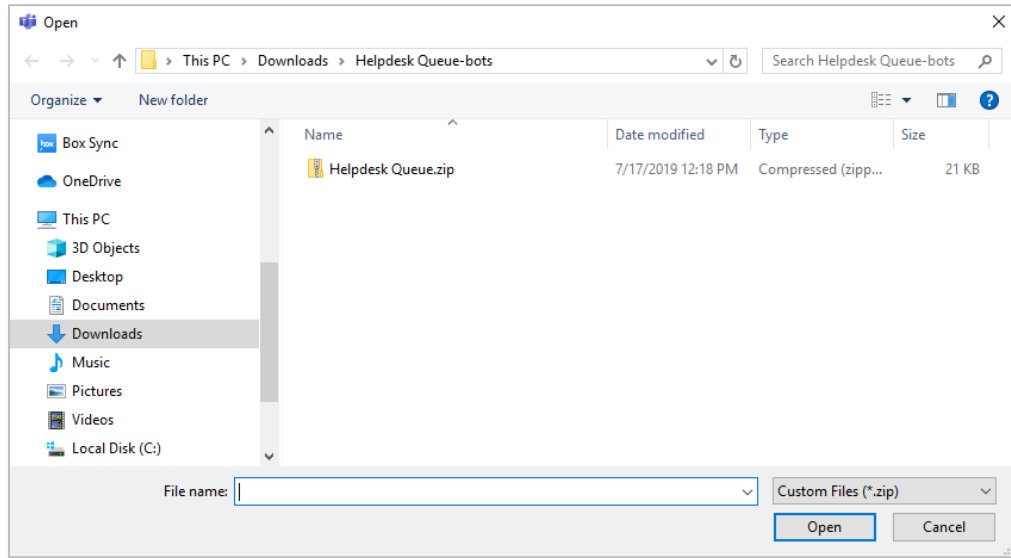 Open
This PC > Downloads > Helpdesk Queue-bots
Search Helpdesk Queue-bots
Organize
New folder
box
Box Sync
OneDrive
This PC
3D Objects
Desktop
Documents
Downloads
Music
Pictures
Videos
Local Disk (C:)
Name Date modified Type Size
Helpdesk Queue.zip 7/17/2019 12:18 PM Compressed (zipp... 21 KB
File name:
Custom Files (*.zip)
Open
Cancel